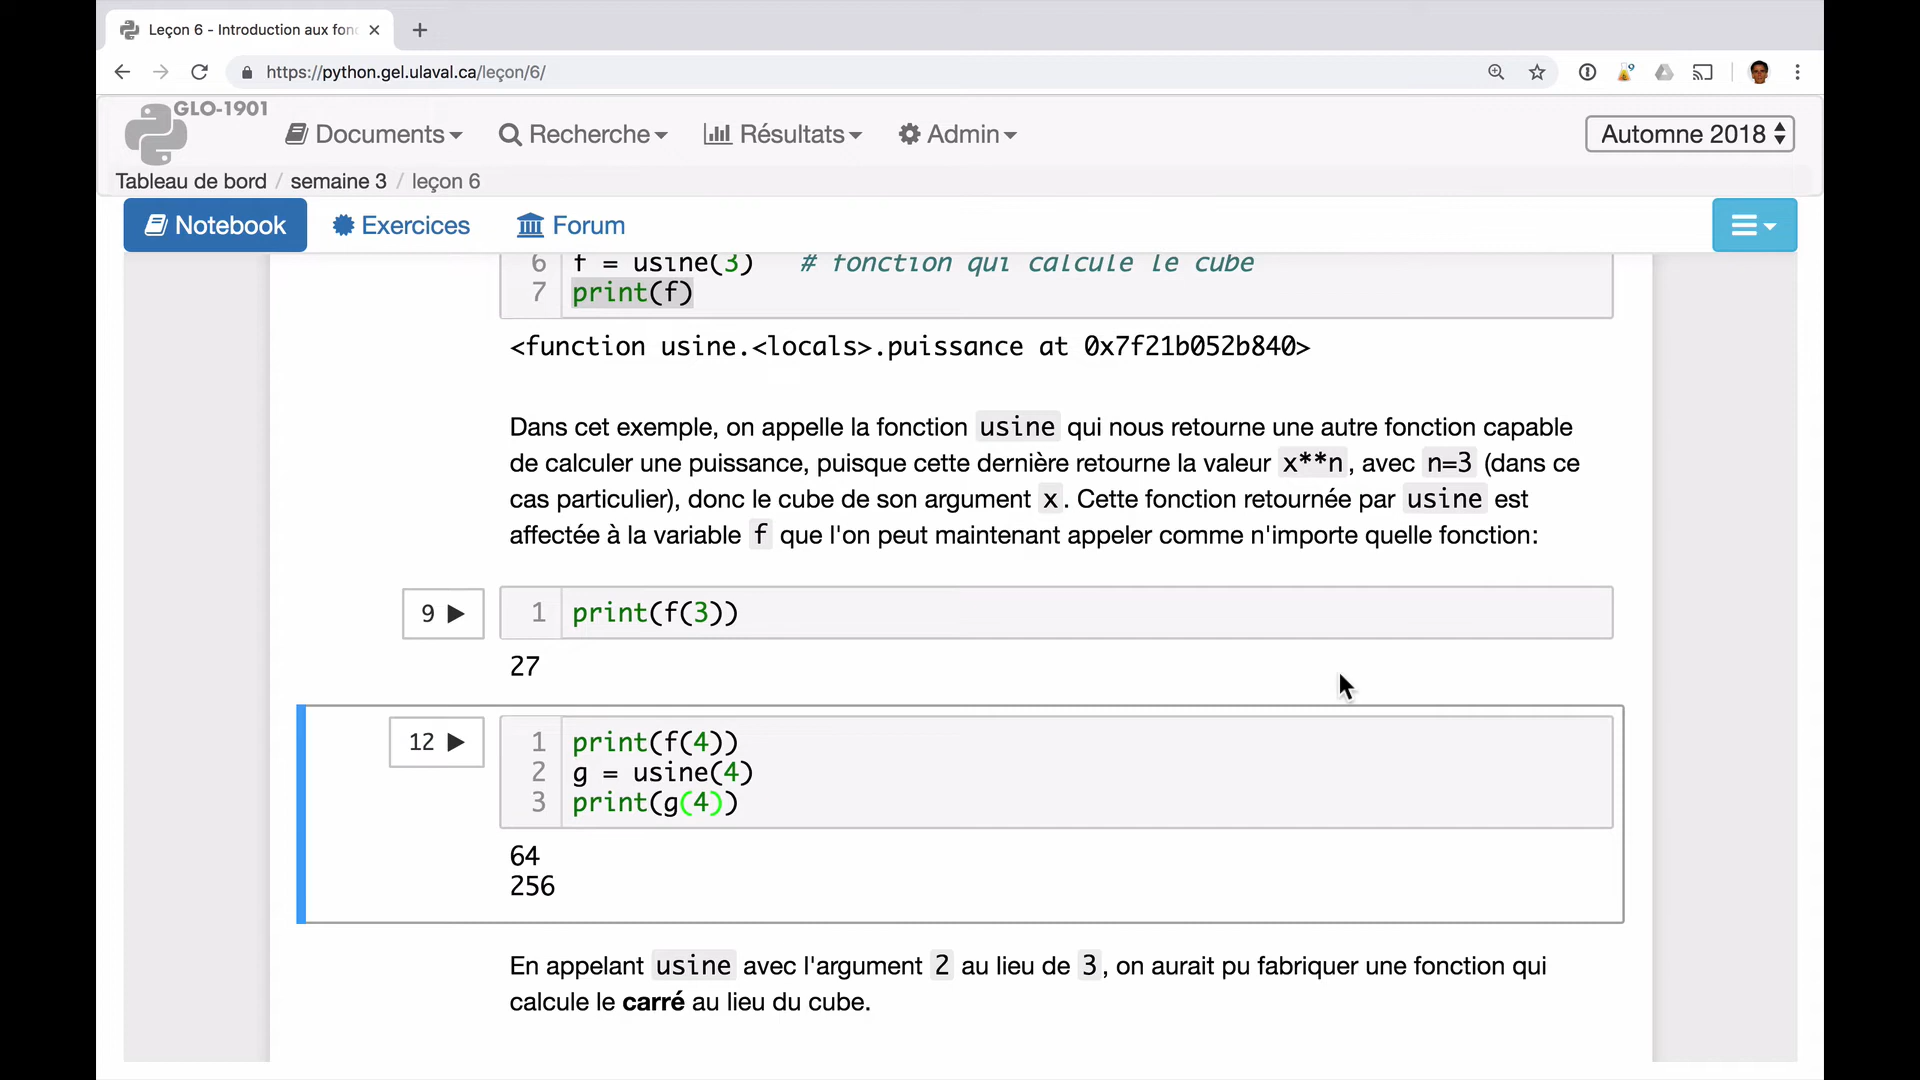 Leçon 6 - Introduction aux fon
https://python.gel.ulaval.ca/leçon/6/
GLO-1901
Documents
Recherche
Résultats
Admin
Automne 2018
Tableau de bord / semaine 3 / leçon 6
Notebook
Exercices
Forum
6 f = usine(3) # fonction qui calcule le cube
7 print(f)
<function usine.<locals>.puissance at 0x7f21b052b840>
Dans cet exemple, on appelle la fonction usine qui nous retourne une autre fonction capable
de calculer une puissance, puisque cette dernière retourne la valeur x**n, avec n=3 (dans ce
cas particulier), donc le cube de son argument x. Cette fonction retournée par usine est
affectée à la variable f que l'on peut maintenant appeler comme n'importe quelle fonction:
9
1 print(f(3))
27
12
1 print(f(4))
2 g = usine(4)
3 print(g(4))
64
256
En appelant usine avec l'argument 2 au lieu de 3, on aurait pu fabriquer une fonction qui
calcule le carré au lieu du cube.